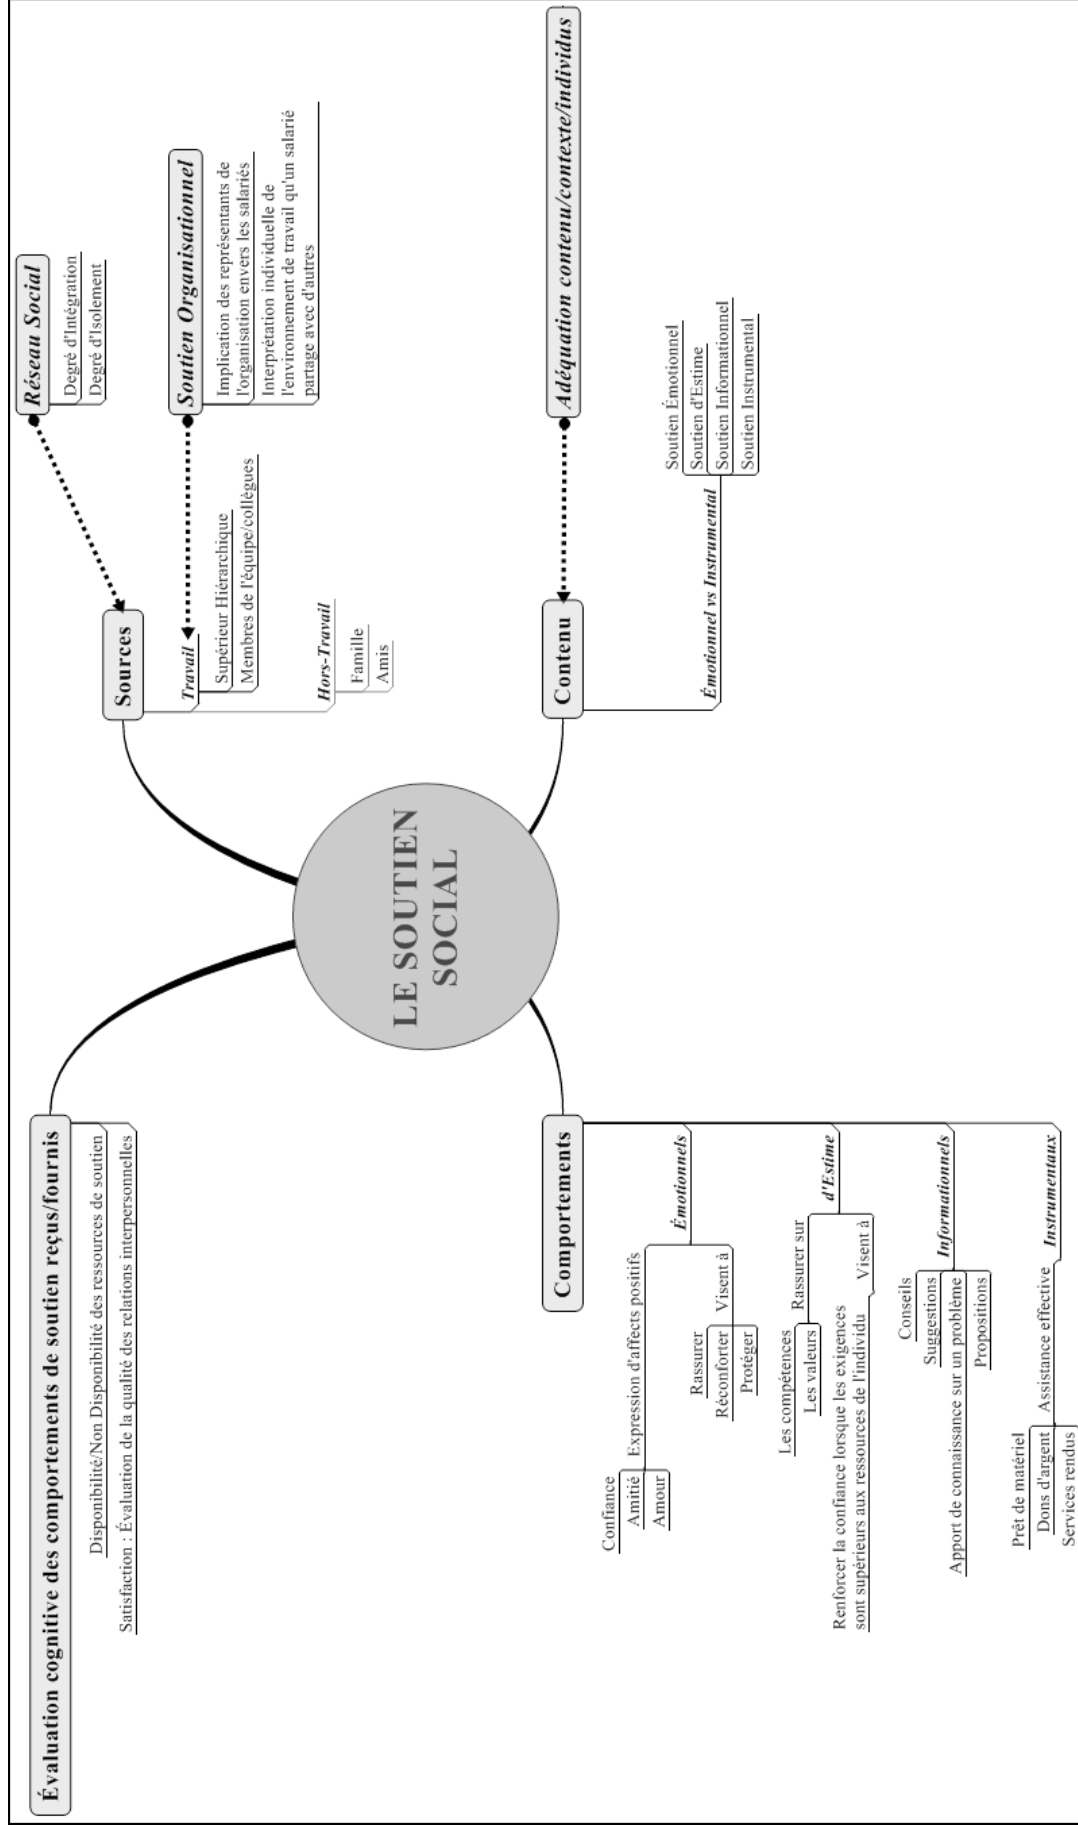 LE SOUTIEN
SOCIAL
Évaluation cognitive des comportements de soutien reçus/fournis
Disponibilité/Non Disponibilité des ressources de soutien
Satisfaction : Évaluation de la qualité des relations interpersonnelles
Sources
Travail
Supérieur Hiérarchique
Membres de l'équipe/collègues
Hors-Travail
Famille
Amis
Réseau Social
Degré d'Intégration
Degré d'Isolement
Soutien Organisationnel
Implication des représentants de
l'organisation envers les salariés
Interprétation individuelle de
l'environnement de travail qu'un salarié
partage avec d'autres
Comportements
Émotionnels
Expression d'affects positifs
Confiance
Amitié
Amour
Visent à
Rassurer
Réconforter
Protéger
d'Estime
Rassurer sur
Les compétences
Les valeurs
Visent à
Renforcer la confiance lorsque les exigences
sont supérieurs aux ressources de l'individu
Informationnels
Conseils
Suggestions
Apport de connaissance sur un problème
Propositions
Instrumentaux
Assistance effective
Prêt de matériel
Dons d'argent
Services rendus
Contenu
Émotionnel vs Instrumental
Soutien Émotionnel
Soutien d'Estime
Soutien Informationnel
Soutien Instrumental
Adéquation contenu/contexte/individus